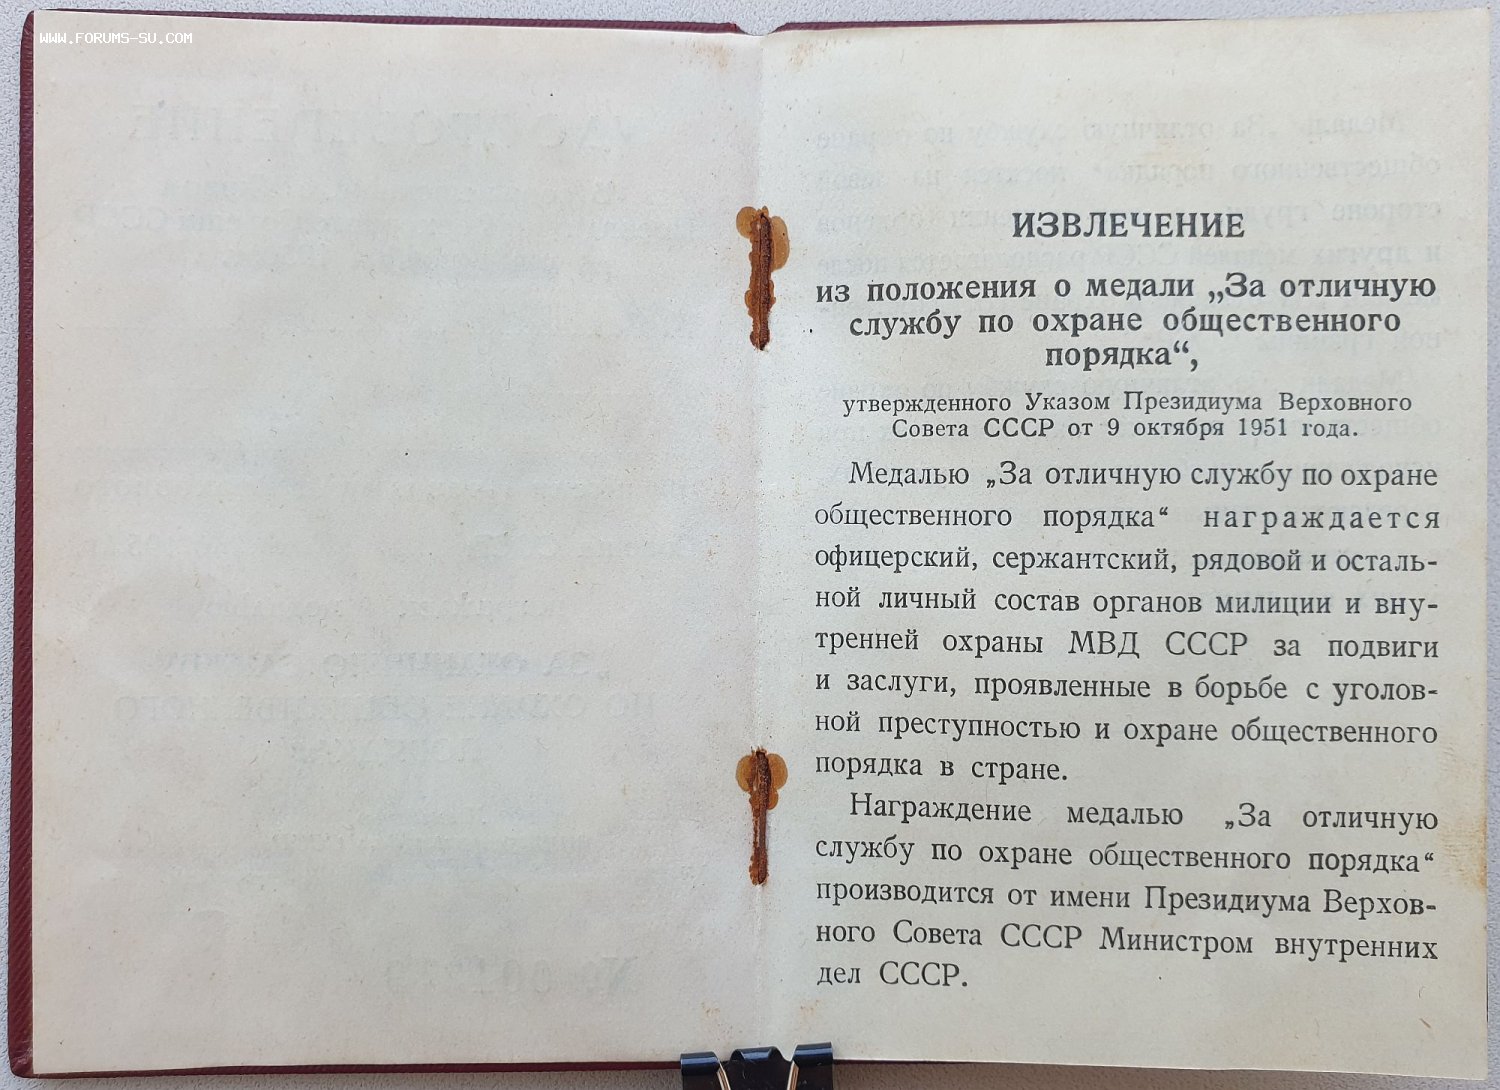 WWW.FORUMS-SU.COM
ИЗВЛЕЧЕНИЕ
из положения о медали „За отличную
службу по охране общественного
порядка“,
утвержденного Указом Президиума Верховного
Совета СССР от 9 октября 1951 года.
Медалью „За отличную службу по охране
общественного порядка“ награждается
офицерский, сержантский, рядовой и осталь-
ной личный состав органов милиции и вну-
тренней охраны МВД СССР за подвиги
и заслуги, проявленные в борьбе с уголов-
ной преступностью и охране общественного
порядка в стране.
Награждение медалью „За отличную
службу по охране общественного порядка“
производится от имени Президиума Верхов-
ного Совета СССР Министром внутренних
дел СССР.